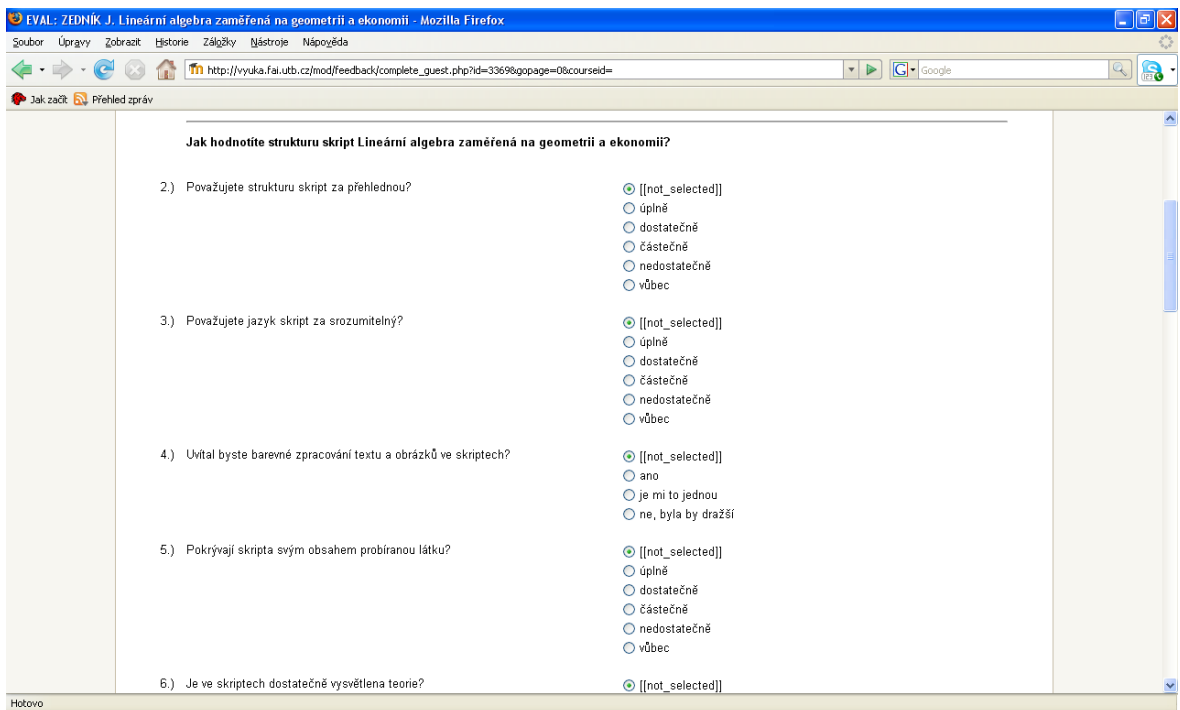 EVAL: ZEDNÍK J. Lineární algebra zaměřená na geometrii a ekonomii - Mozilla Firefox
Soubor Úpravy Zobrazit Historie Záložky Nástroje Nápověda
http://vyuka.fai.utb.cz/mod/feedback/complete_guest.php?id=3369&gopage=0&courseid=
G Google
Jak začít Přehled zpráv
Jak hodnotíte strukturu skript Lineární algebra zaměřená na geometrii a ekonomii?
2.) Považujete strukturu skript za přehlednou?
[[not_selected]]
úplně
dostatečně
částečně
nedostatečně
vůbec
3.) Považujete jazyk skript za srozumitelný?
[[not_selected]]
úplně
dostatečně
částečně
nedostatečně
vůbec
4.) Uvítal byste barevné zpracování textu a obrázků ve skriptech?
[[not_selected]]
ano
je mi to jednou
ne, byla by dražší
5.) Pokrývají skripta svým obsahem probíranou látku?
[[not_selected]]
úplně
dostatečně
částečně
nedostatečně
vůbec
6.) Je ve skriptech dostatečně vysvětlena teorie?
[[not_selected]]
Hotovo